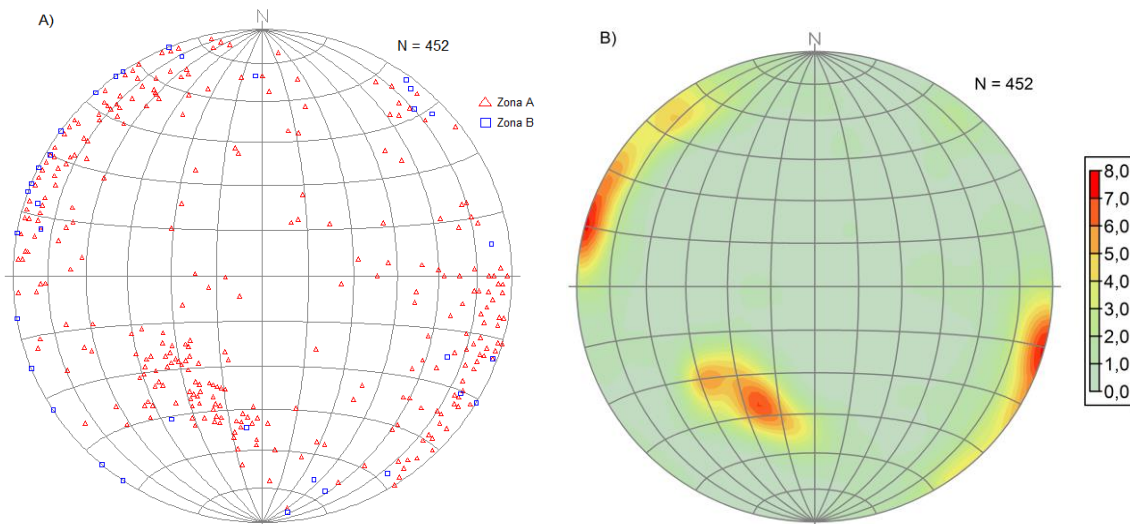 A)
N
N = 452
Zona A
Zona B
B)
N
N = 452
8,0
7,0
6,0
5,0
4,0
3,0
2,0
1,0
0,0